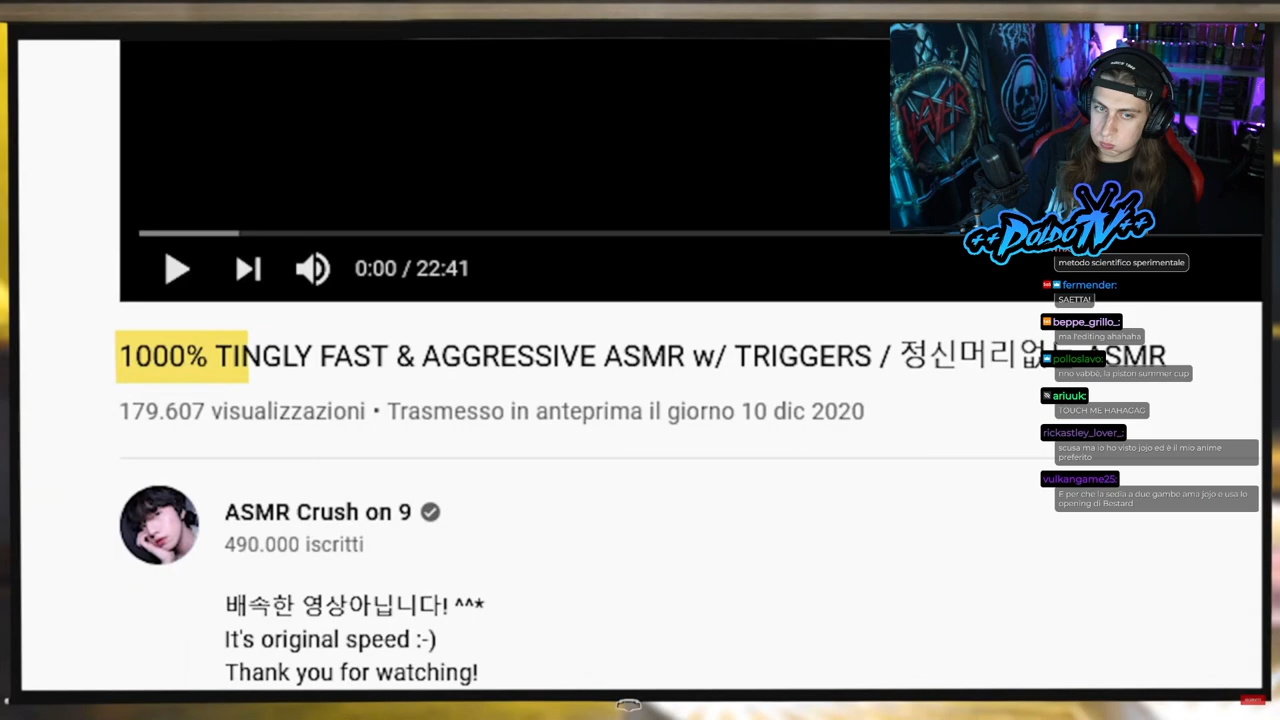 SLAYER
++POLDOTV++
0:00 / 22:41
metodo scientifico sperimentale
fermender:
SAETTA!
beppe_grillo_:
ma l'editing ahahaha
polloslavo:
nno vabbè, la piston summer cup
ariuuk:
TOUCH ME HAHAGAG
rickastley_lover_:
scusa ma io ho visto jojo ed è il mio anime
preferito
vulkangame25:
E per che la sedia a due gambe ama jojo e usa lo
opening di Bestard
1000% TINGLY FAST & AGGRESSIVE ASMR w/ TRIGGERS / 정신머리없 ASMR
179.607 visualizzazioni • Trasmesso in anteprima il giorno 10 dic 2020
ASMR Crush on 9
490.000 iscritti
배속한 영상아닙니다! ^^*
It's original speed :-)
Thank you for watching!